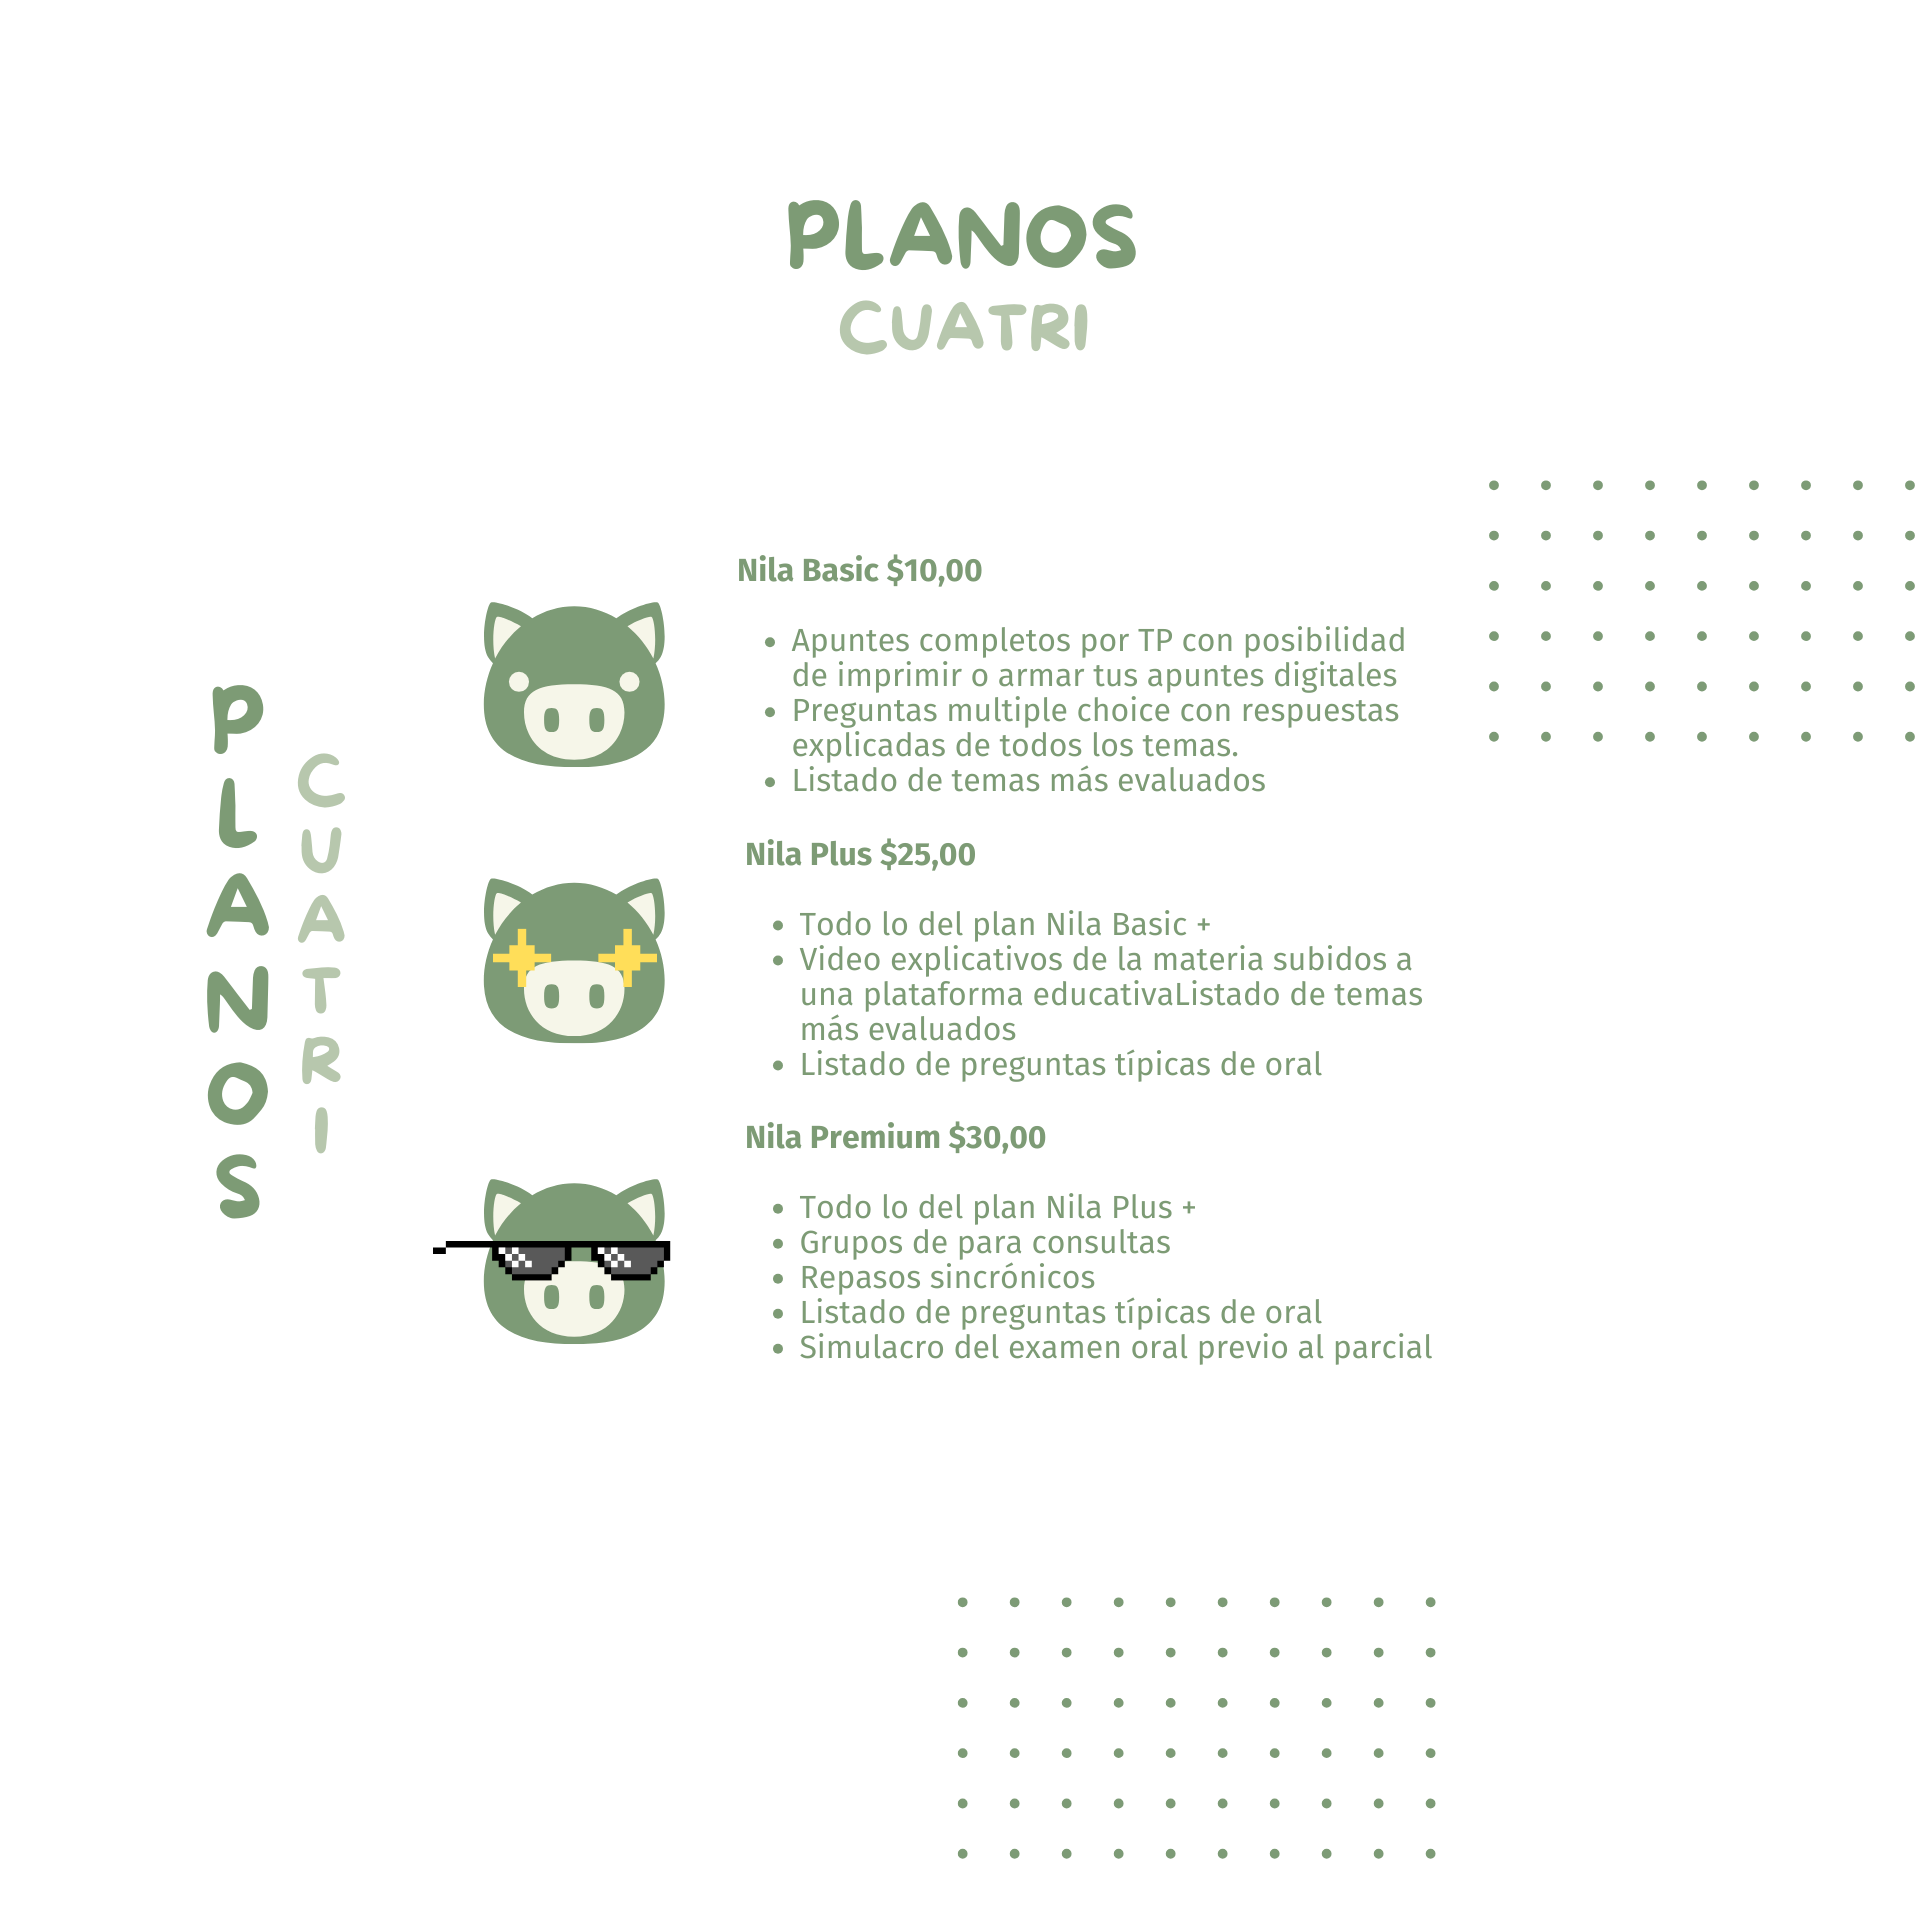 PLANOS
CUATRI
PLANOS
CUATRI
Nila Basic $10,00
• Apuntes completos por TP con posibilidad
de imprimir o armar tus apuntes digitales
• Preguntas multiple choice con respuestas
explicadas de todos los temas.
• Listado de temas más evaluados
Nila Plus $25,00
• Todo lo del plan Nila Basic +
• Video explicativos de la materia subidos a
una plataforma educativaListado de temas
más evaluados
• Listado de preguntas típicas de oral
Nila Premium $30,00
• Todo lo del plan Nila Plus +
• Grupos de para consultas
• Repasos sincrónicos
• Listado de preguntas típicas de oral
• Simulacro del examen oral previo al parcial